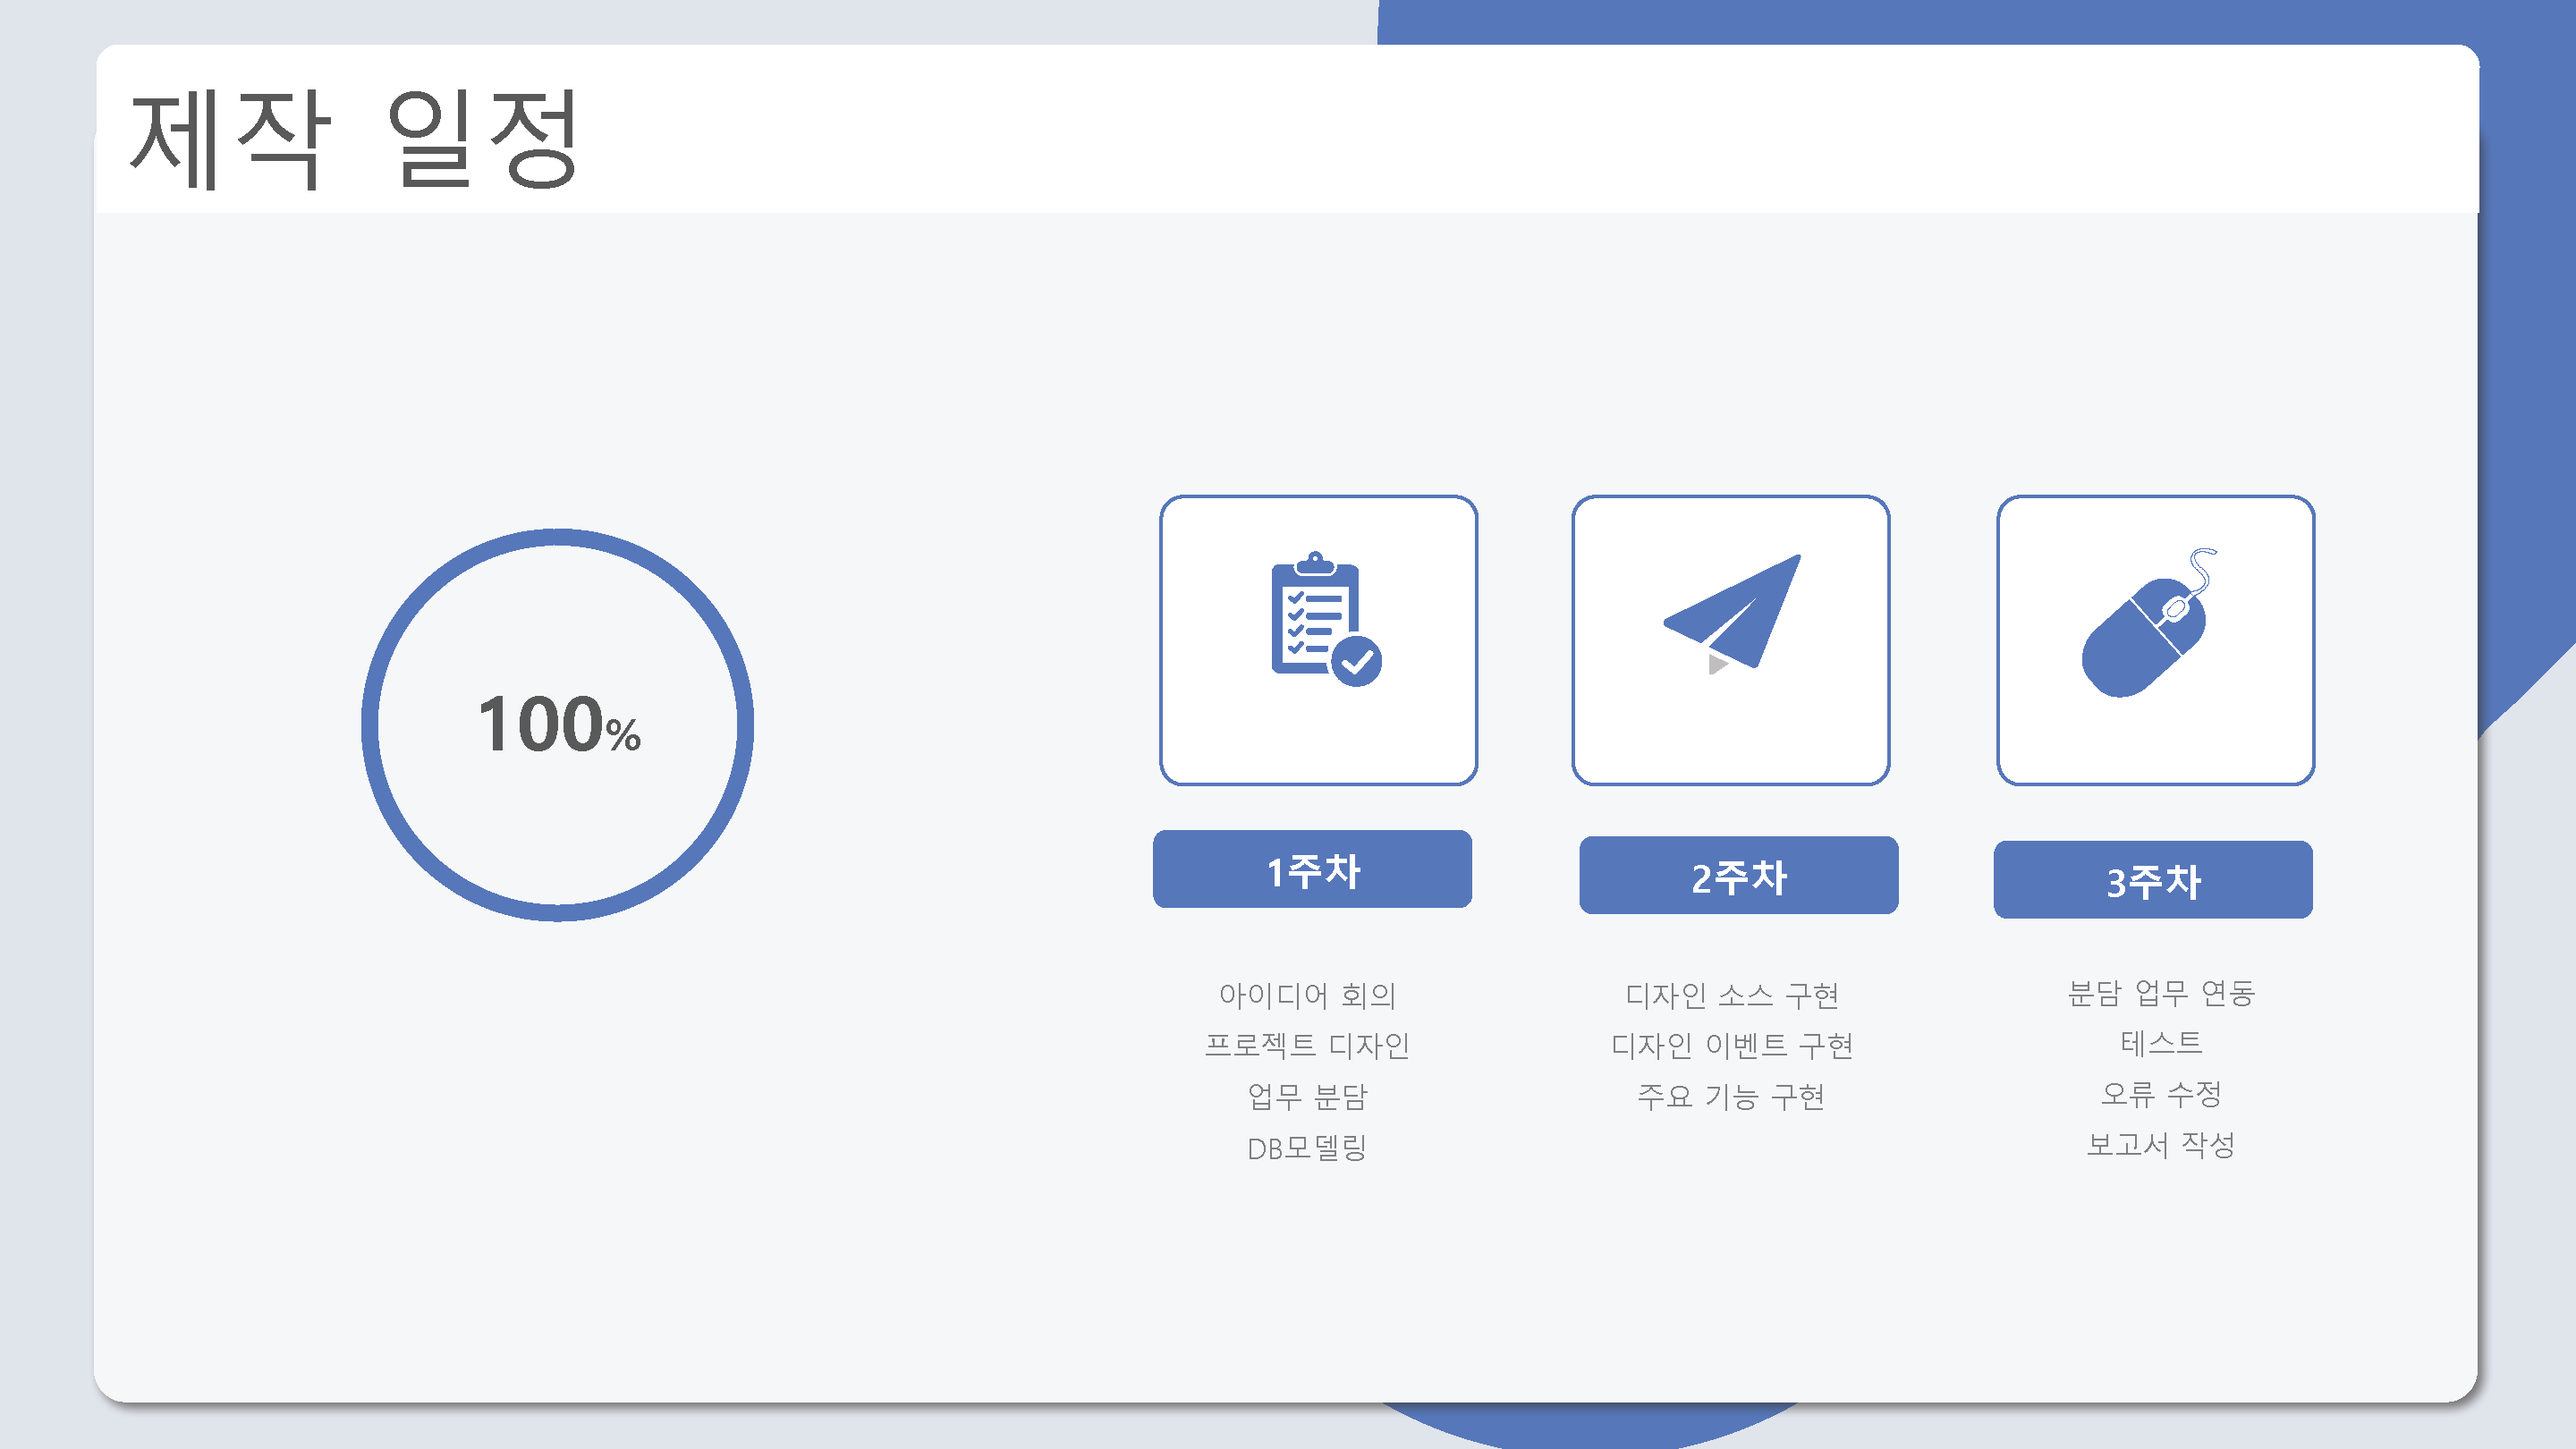 제작 일정
100%
1주차
아이디어 회의
프로젝트 디자인
업무 분담
DB모델링
2주차
디자인 소스 구현
디자인 이벤트 구현
주요 기능 구현
3주차
분담 업무 연동
테스트
오류 수정
보고서 작성